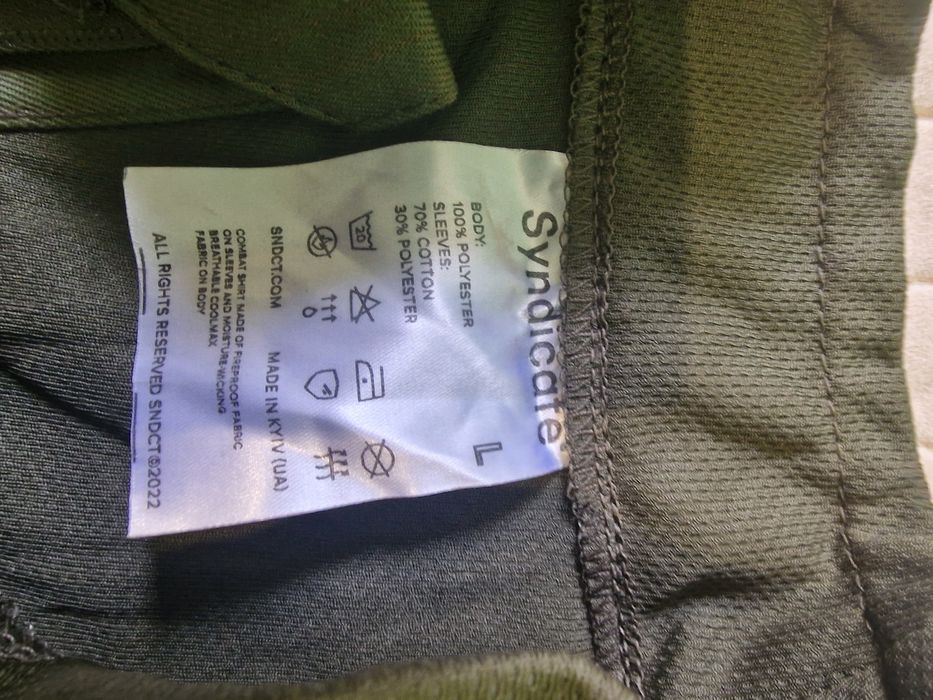 Syndicate
L
BODY:
100% POLYESTER
SLEEVES:
70% COTTON
30% POLYESTER
20
SNDCT.COM MADE IN KYIV (UA)
COMBAT SHIRT MADE OF FIREPROOF FABRIC
ON SLEEVES AND MOISTURE WICKING
BREATHABLE COOLMAX
FABRIC ON BODY
ALL RIGHTS RESERVED SNDCT ©2022